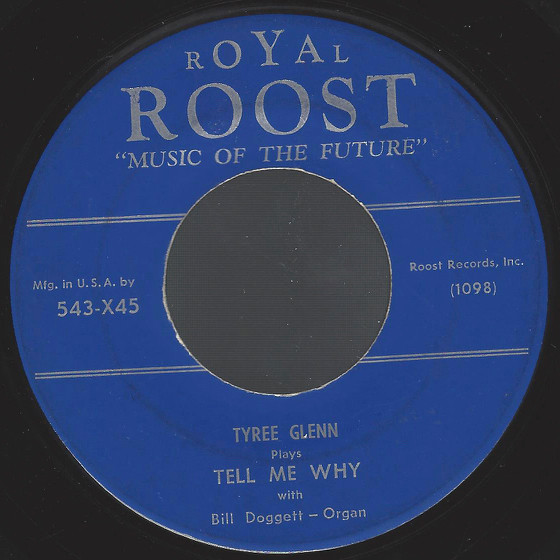 ROYAL
ROOST
"MUSIC OF THE FUTURE"
Mfg. in U.S.A. by
543-X45
Roost Records, Inc.
(1098)
TYREE GLENN
Plays
TELL ME WHY
with
Bill Doggett – Organ